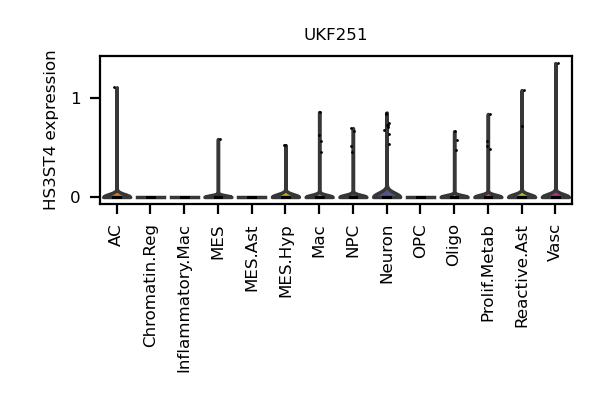 UKF251
HS3ST4 expression
1
0
AC
Chromatin.Reg
Inflammatory.Mac
MES
MES.Ast
MES.Hyp
Mac
NPC
Neuron
OPC
Oligo
Prolif.Metab
Reactive.Ast
Vasc